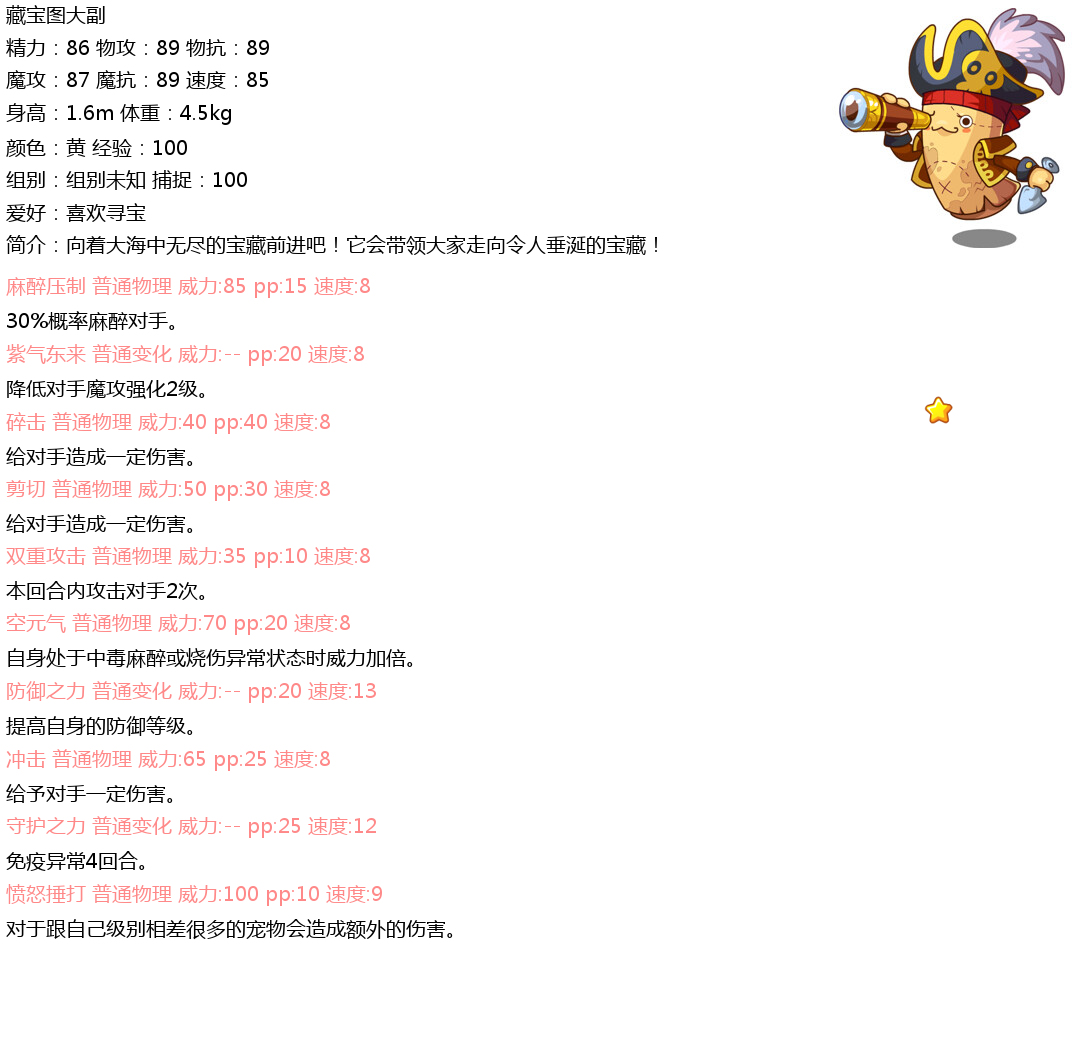 藏宝图大副
精力：86 物攻：89 物抗：89
魔攻：87 魔抗：89 速度：85
身高：1.6m 体重：4.5kg
颜色：黄 经验：100
组别：组别未知 捕捉：100
爱好：喜欢寻宝
简介：向着大海中无尽的宝藏前进吧！它会带领大家走向令人垂涎的宝藏！
麻醉压制 普通物理 威力:85 pp:15 速度:8
30%概率麻醉对手。
紫气东来 普通变化 威力:-- pp:20 速度:8
降低对手魔攻强化2级。
碎击 普通物理 威力:40 pp:40 速度:8
给对手造成一定伤害。
剪切 普通物理 威力:50 pp:30 速度:8
给对手造成一定伤害。
双重攻击 普通物理 威力:35 pp:10 速度:8
本回合内攻击对手2次。
空元气 普通物理 威力:70 pp:20 速度:8
自身处于中毒麻醉或烧伤异常状态时威力加倍。
防御之力 普通变化 威力:-- pp:20 速度:13
提高自身的防御等级。
冲击 普通物理 威力:65 pp:25 速度:8
给予对手一定伤害。
守护之力 普通变化 威力:-- pp:25 速度:12
免疫异常4回合。
愤怒捶打 普通物理 威力:100 pp:10 速度:9
对于跟自己级别相差很多的宠物会造成额外的伤害。